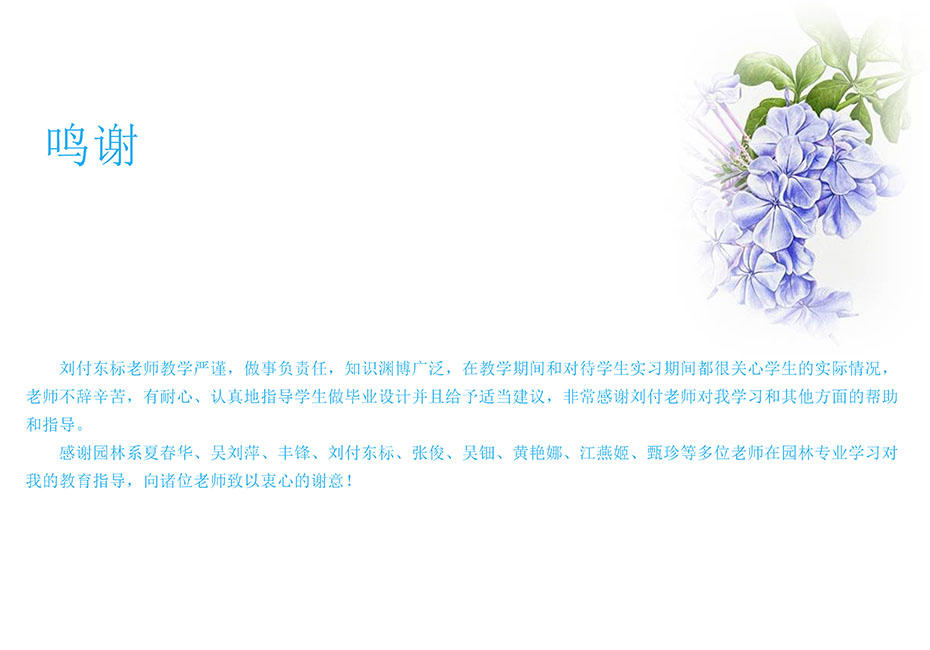 鸣谢
刘付东标老师教学严谨，做事负责任，知识渊博广泛，在教学期间和对待学生实习期间都很关心学生的实际情况，
老师不辞辛苦，有耐心、认真地指导学生做毕业设计并且给予适当建议，非常感谢刘付老师对我学习和其他方面的帮助
和指导。
感谢园林系夏春华、吴刘萍、丰锋、刘付东标、张俊、吴钿、黄艳娜、江燕姬、甄珍等多位老师在园林专业学习对
我的教育指导，向诸位老师致以衷心的谢意！